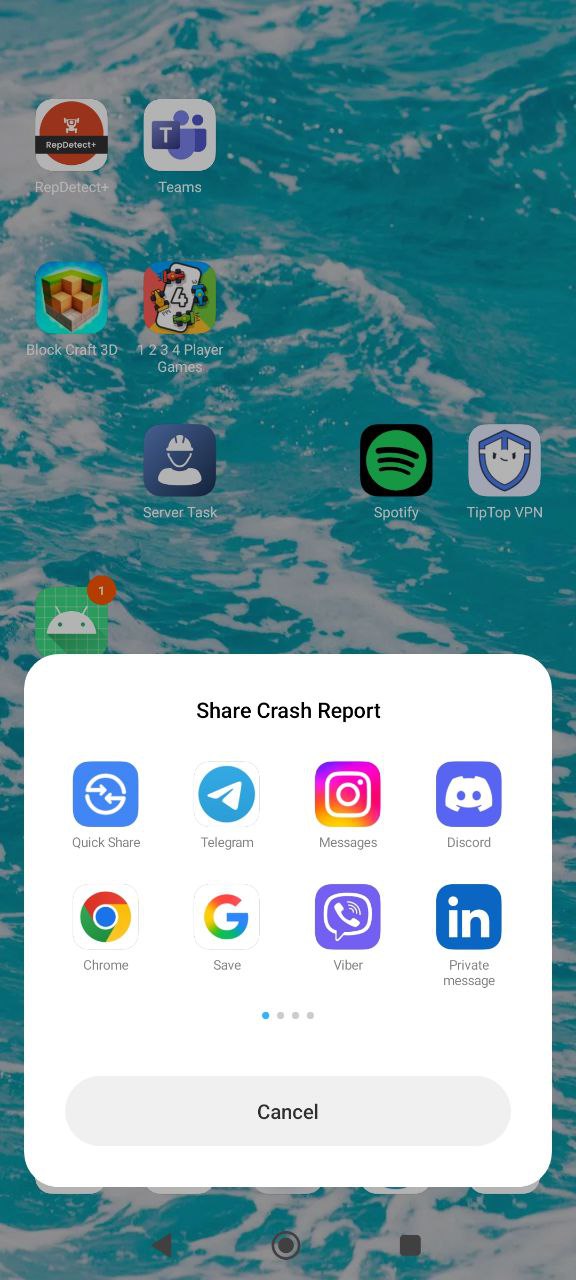 RepDetect+
RepDetect+
Teams
T
Block Craft 3D
1 2 3 4 Player
Games
4
Server Task
Spotify
TipTop VPN
1
Share Crash Report
Quick Share
Telegram
Messages
Discord
Chrome
Save
Viber
Private
message
Cancel